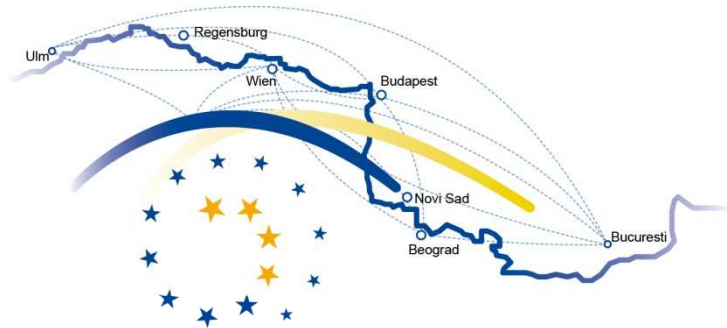 Regensburg
Ulm
Wien
Budapest
Novi Sad
Beograd
Bucuresti